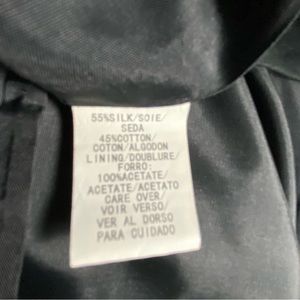 55%SILK/SOIE/
SEDA
45%COTTON/
COTON/ALGODON
LINING/DOUBLURE/
FORRO:
100%ACETATE/
ACETATE/ACETATO
CARE OVER/
VOIR VERSO/
VER AL DORSO
PARA CUIDADO